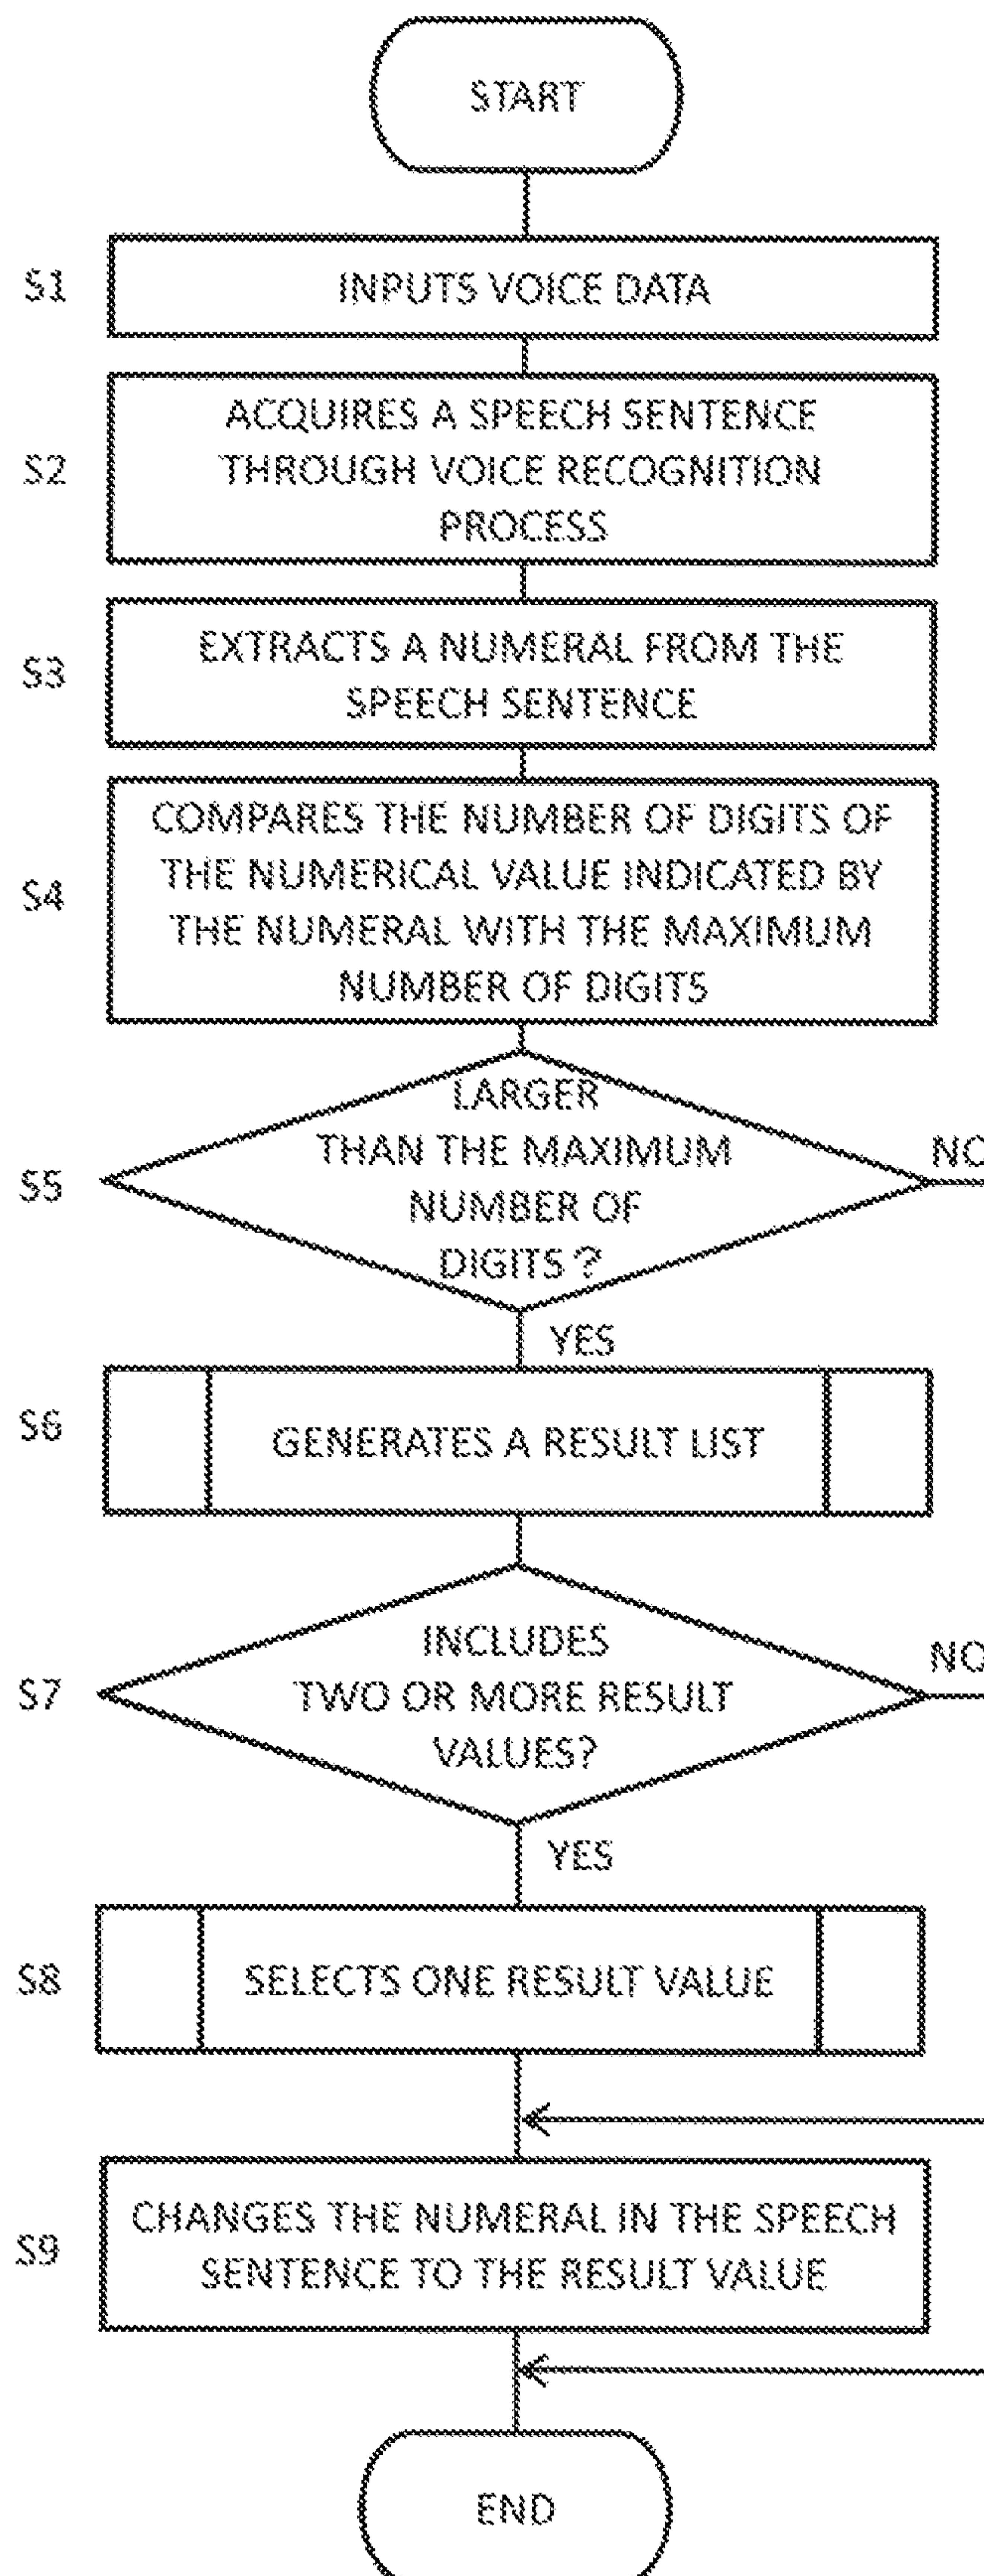 START
S1
INPUTS VOICE DATA
S2
ACQUIRES A SPEECH SENTENCE
THROUGH VOICE RECOGNITION
PROCESS
S3
EXTRACTS A NUMERAL FROM THE
SPEECH SENTENCE
S4
COMPARES THE NUMBER OF DIGITS OF
THE NUMERICAL VALUE INDICATED BY
THE NUMERAL WITH THE MAXIMUM
NUMBER OF DIGITS
S5
LARGER
THAN THE MAXIMUM
NUMBER OF
DIGITS ?
NO
YES
S6
GENERATES A RESULT LIST
S7
INCLUDES
TWO OR MORE RESULT
VALUES?
NO
YES
S8
SELECTS ONE RESULT VALUE
S9
CHANGES THE NUMERAL IN THE SPEECH
SENTENCE TO THE RESULT VALUE
END